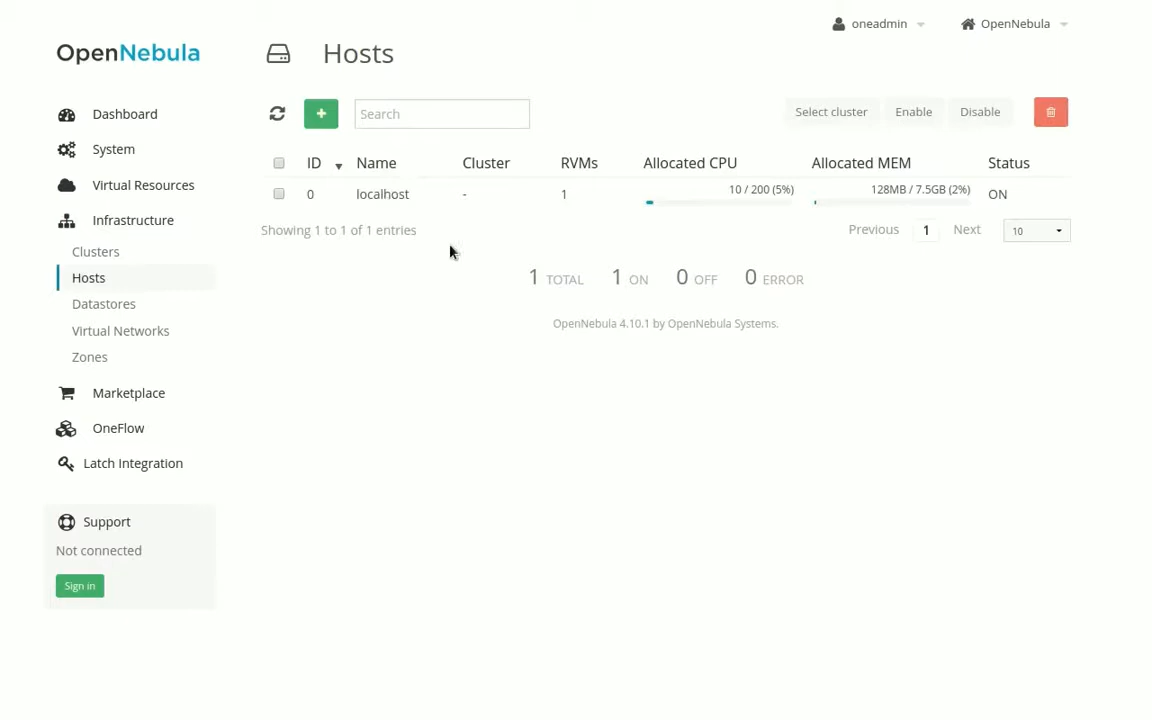 oneadmin OpenNebula
OpenNebula Hosts
+ Search Select cluster Enable Disable
ID Name Cluster RVMs Allocated CPU Allocated MEM Status
0 localhost - 1 10 / 200 (5%) 128MB / 7.5GB (2%) ON
Showing 1 to 1 of 1 entries Previous 1 Next 10
1 TOTAL 1 ON 0 OFF 0 ERROR
OpenNebula 4.10.1 by OpenNebula Systems.
Dashboard
System
Virtual Resources
Infrastructure
Clusters
Hosts
Datastores
Virtual Networks
Zones
Marketplace
OneFlow
Latch Integration
Support
Not connected
Sign in